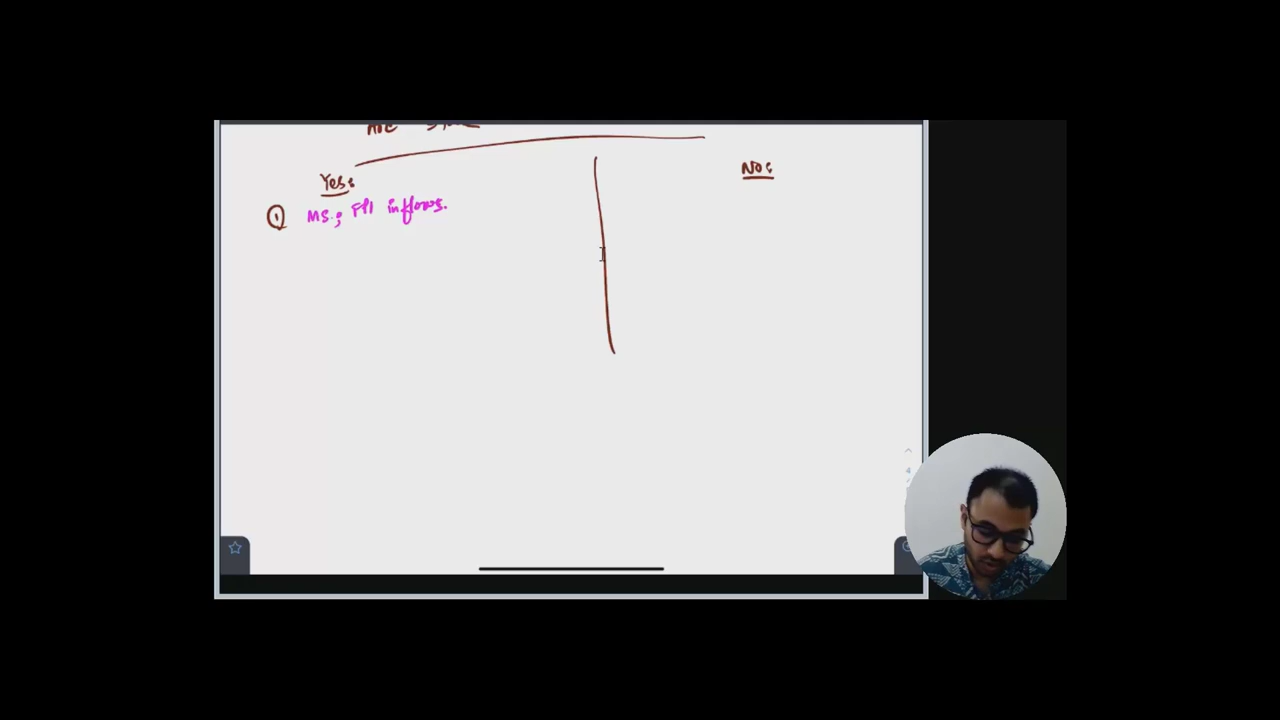 Yes:
No:
① MS.; FPI inflows.